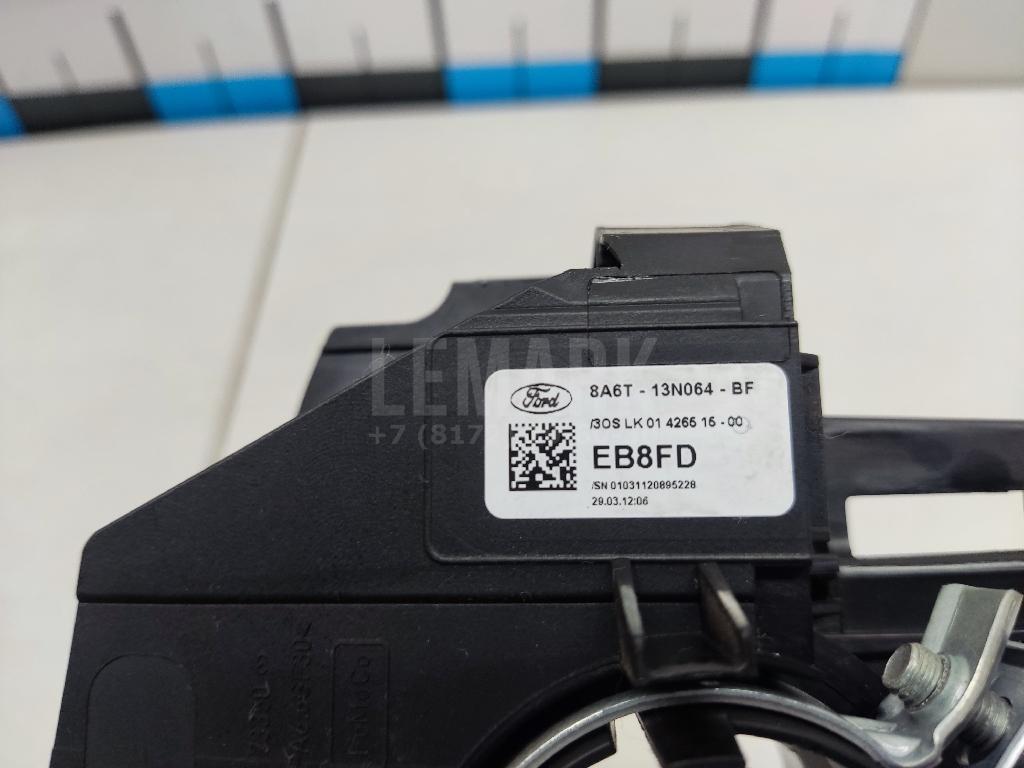 LEMARK
+7 (817
Ford
8A6T - 13N064 - BF
/3OS LK 01 4265 15 - 00
EB8FD
/SN 01031120895228
29.03.12:06
FoMoCo